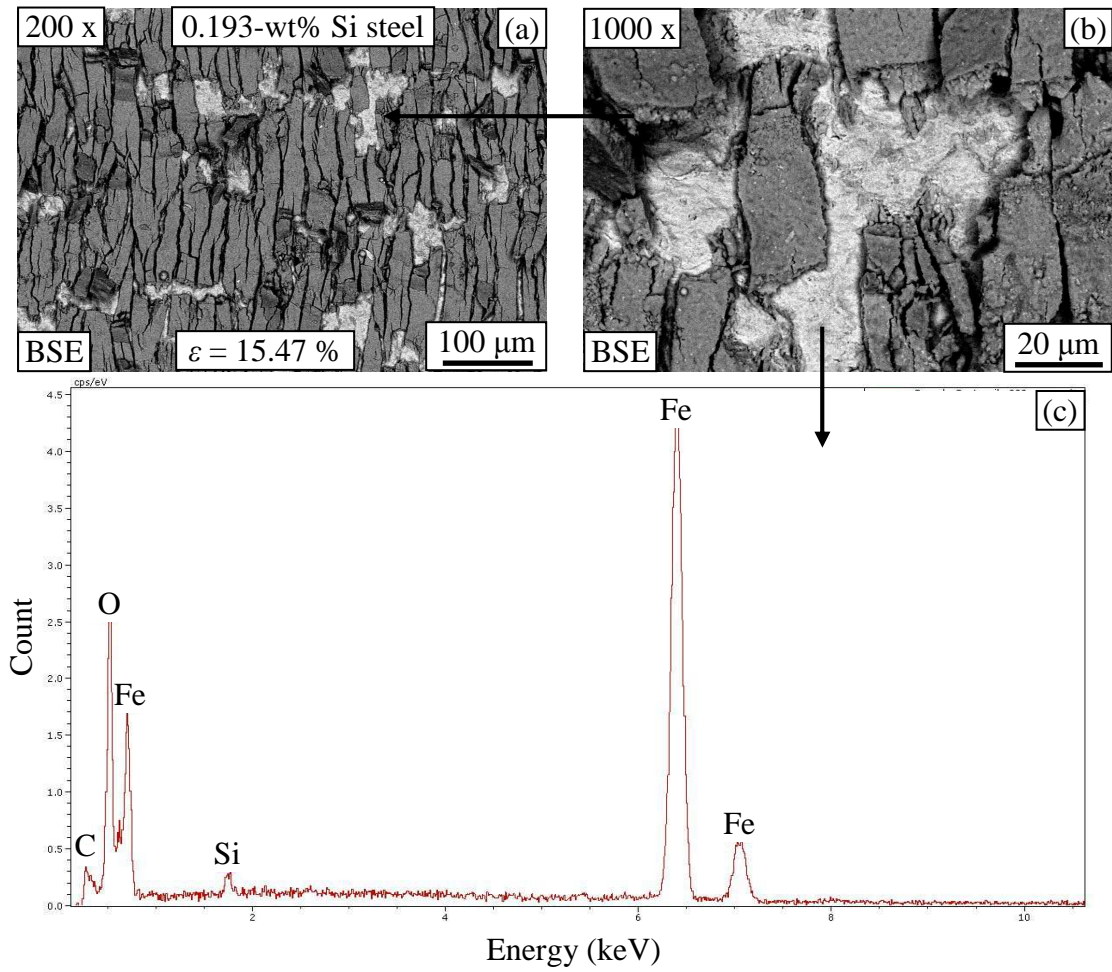 200 x
0.193-wt% Si steel
(a)
BSE
ε = 15.47 %
100 μm
1000 x
(b)
BSE
20 μm
cps/eV
(c)
4.5
4.0
3.5
3.0
2.5
2.0
1.5
1.0
0.5
0.0
Count
C
O
Fe
Si
Fe
Fe
2
4
6
8
10
Energy (keV)